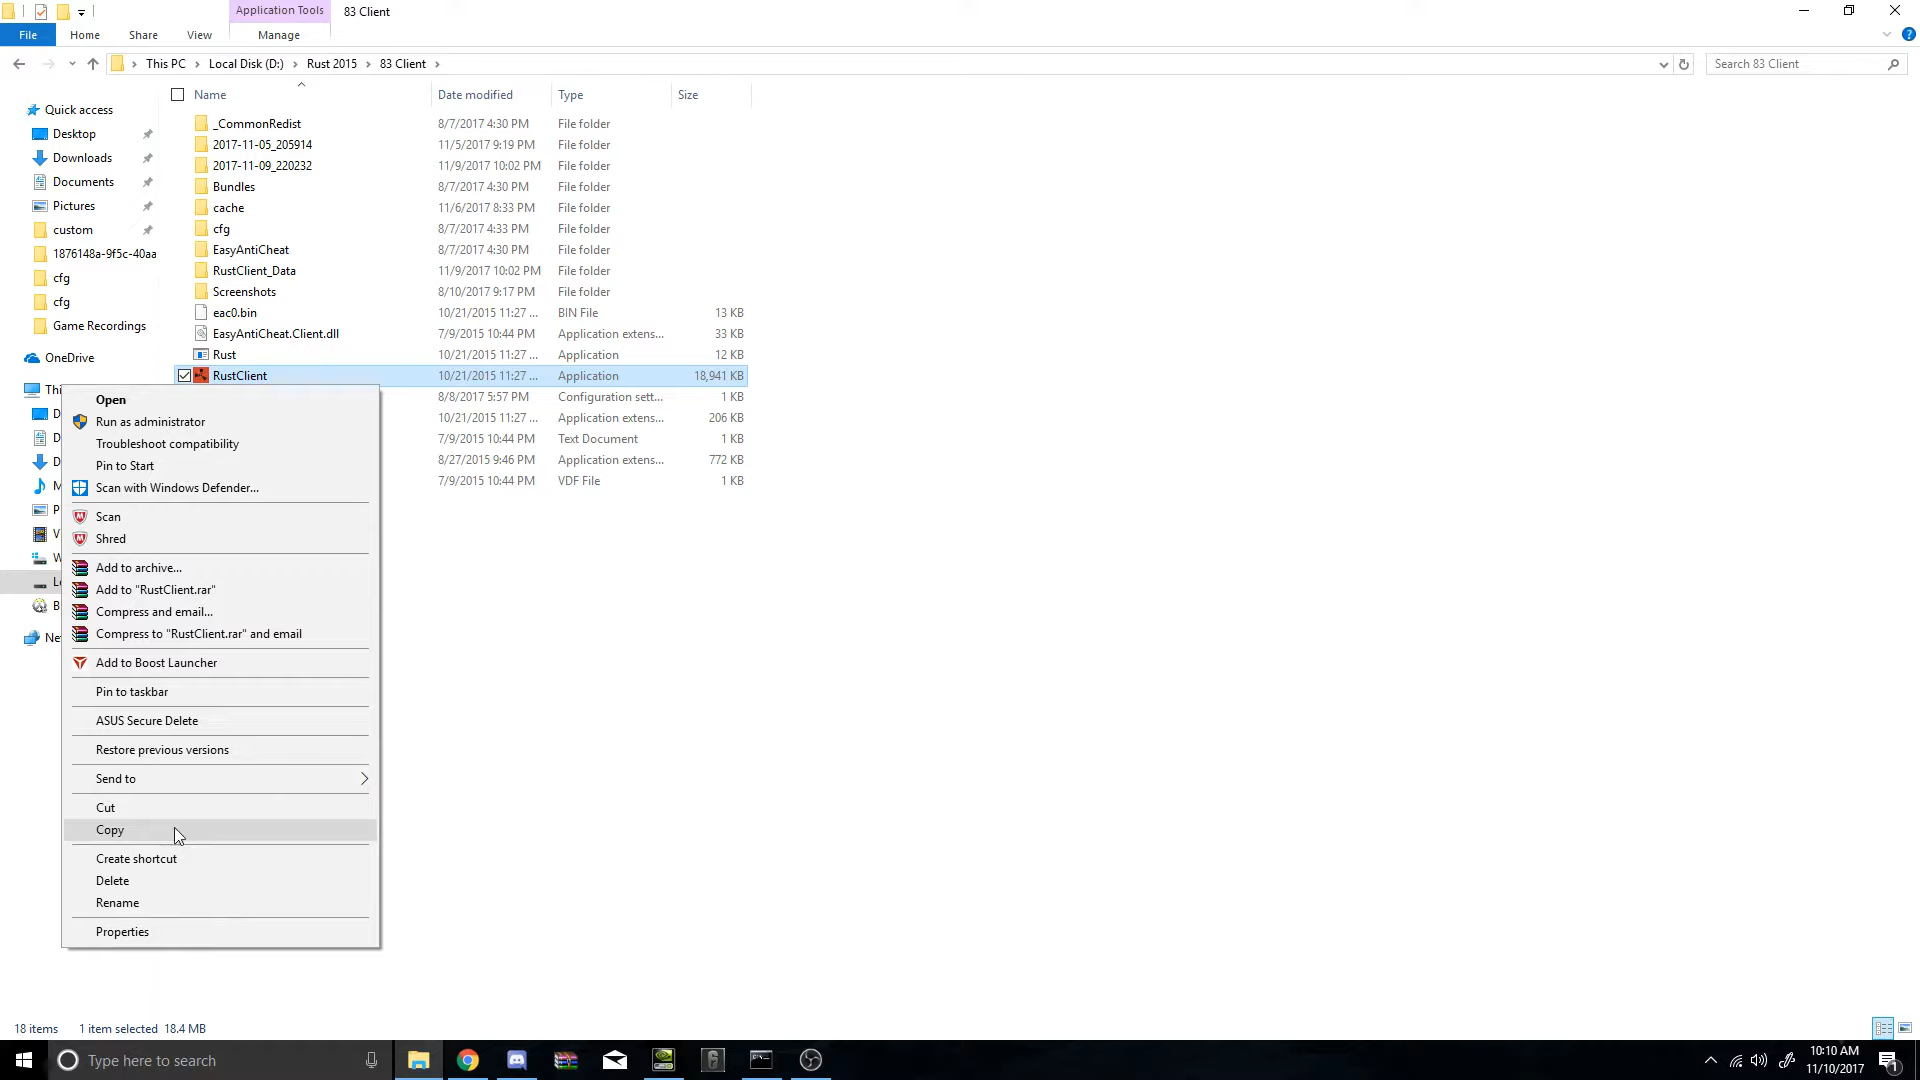 Application Tools
83 Client
File
Home
Share
View
Manage
This PC
Local Disk (D:)
Rust 2015
83 Client
Search 83 Client
Name
Date modified
Type
Size
Quick access
Desktop
Downloads
Documents
Pictures
custom
1876148a-9f5c-40aa
cfg
cfg
Game Recordings
OneDrive
_CommonRedist 8/7/2017 4:30 PM File folder
2017-11-05_205914 11/5/2017 9:19 PM File folder
2017-11-09_220232 11/9/2017 10:02 PM File folder
Bundles 8/7/2017 4:30 PM File folder
cache 11/6/2017 8:33 PM File folder
cfg 8/7/2017 4:33 PM File folder
EasyAntiCheat 8/7/2017 4:30 PM File folder
RustClient_Data 11/9/2017 10:02 PM File folder
Screenshots 8/10/2017 9:17 PM File folder
eac0.bin 10/21/2015 11:27 ... BIN File 13 KB
EasyAntiCheat.Client.dll 7/9/2015 10:44 PM Application extens... 33 KB
Rust 10/21/2015 11:27 ... Application 12 KB
RustClient 10/21/2015 11:27 ... Application 18,941 KB
8/8/2017 5:57 PM Configuration sett... 1 KB
10/21/2015 11:27 ... Application extens... 206 KB
7/9/2015 10:44 PM Text Document 1 KB
8/27/2015 9:46 PM Application extens... 772 KB
7/9/2015 10:44 PM VDF File 1 KB
Open
Run as administrator
Troubleshoot compatibility
Pin to Start
Scan with Windows Defender...
Scan
Shred
Add to archive...
Add to "RustClient.rar"
Compress and email...
Compress to "RustClient.rar" and email
Add to Boost Launcher
Pin to taskbar
ASUS Secure Delete
Restore previous versions
Send to
Cut
Copy
Create shortcut
Delete
Rename
Properties
18 items 1 item selected 18.4 MB
Type here to search
10:10 AM
11/10/2017